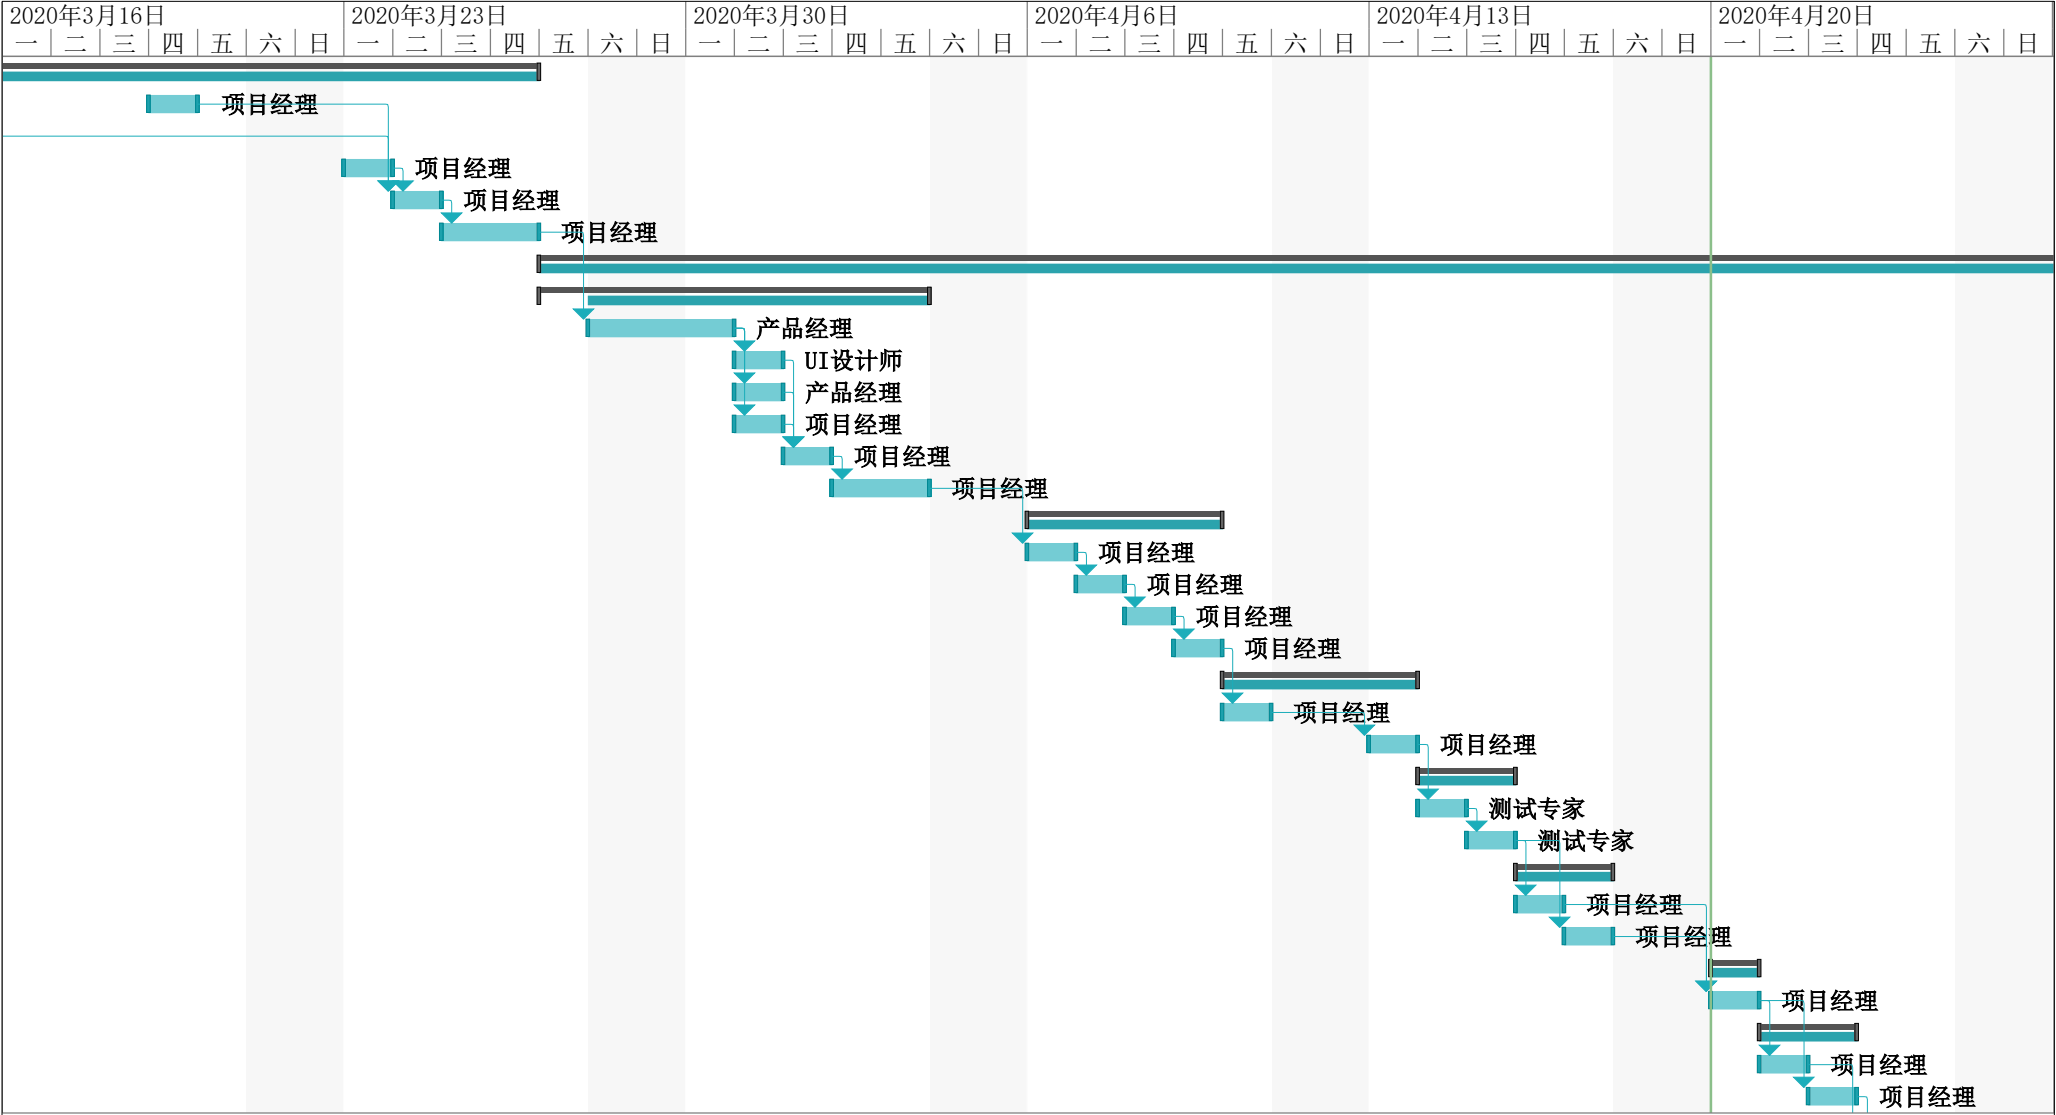 2020年3月16日 2020年3月23日 2020年3月30日 2020年4月6日 2020年4月13日 2020年4月20日
一 二 三 四 五 六 日 一 二 三 四 五 六 日 一 二 三 四 五 六 日 一 二 三 四 五 六 日 一 二 三 四 五 六 日 一 二 三 四 五 六 日
项目经理
项目经理
项目经理
项目经理
产品经理
UI设计师
产品经理
项目经理
项目经理
项目经理
项目经理
项目经理
项目经理
项目经理
项目经理
项目经理
测试专家
测试专家
项目经理
项目经理
项目经理
项目经理
项目经理